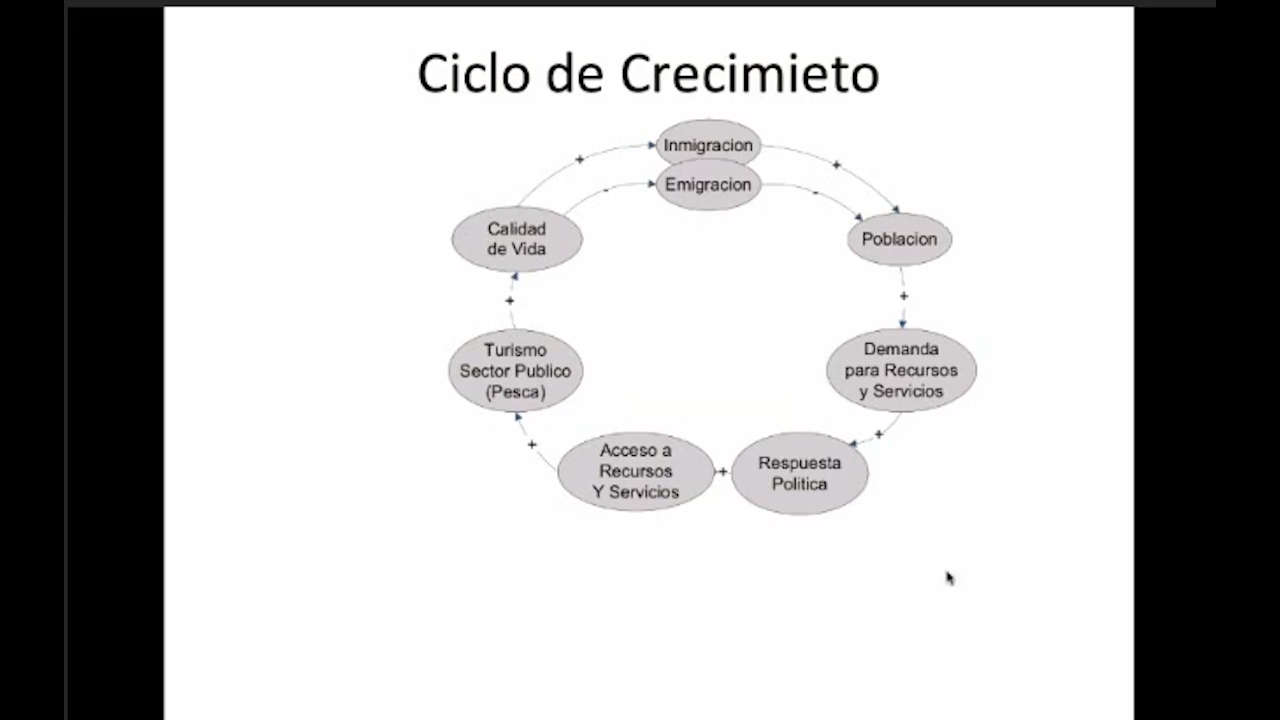 Ciclo de Crecimieto
Inmigracion
Emigracion
Calidad
de Vida
Poblacion
Turismo
Sector Publico
(Pesca)
Demanda
para Recursos
y Servicios
Acceso a
Recursos
Y Servicios
Respuesta
Politica